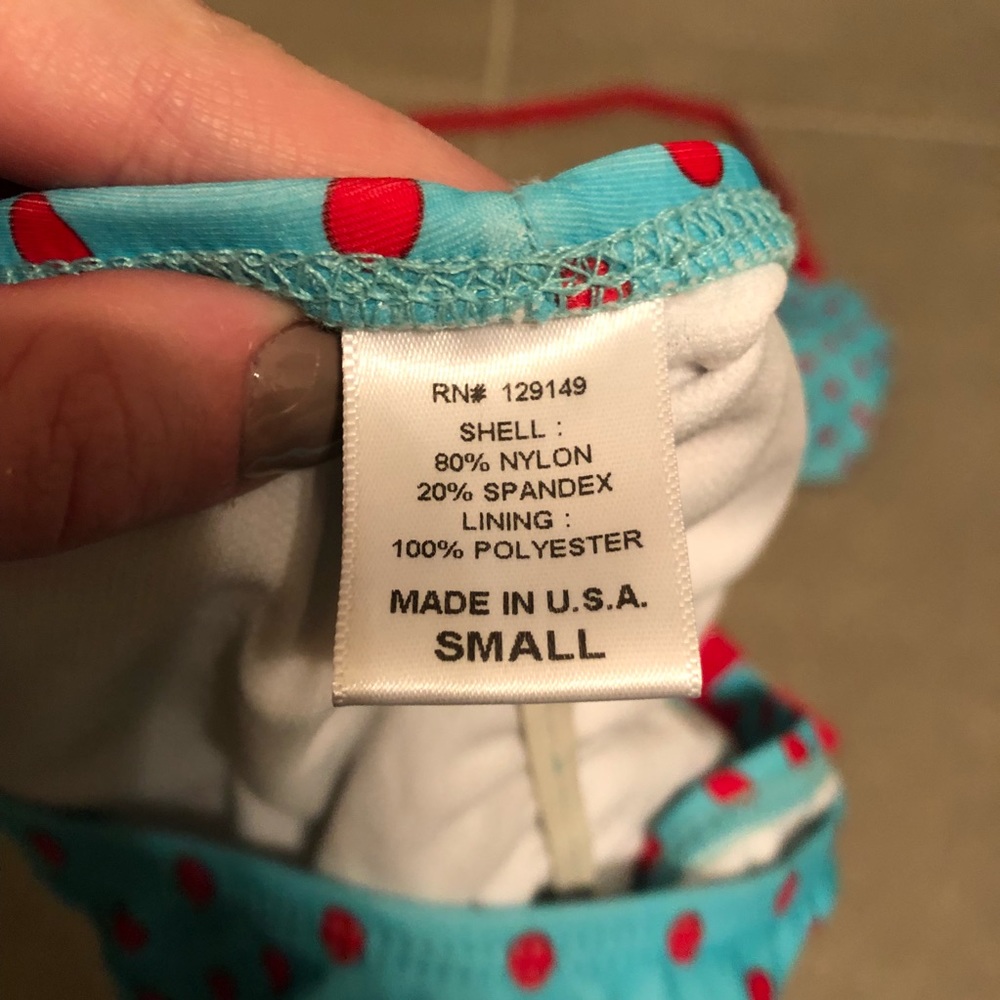 RN# 129149
SHELL :
80% NYLON
20% SPANDEX
LINING :
100% POLYESTER
MADE IN U.S.A.
SMALL